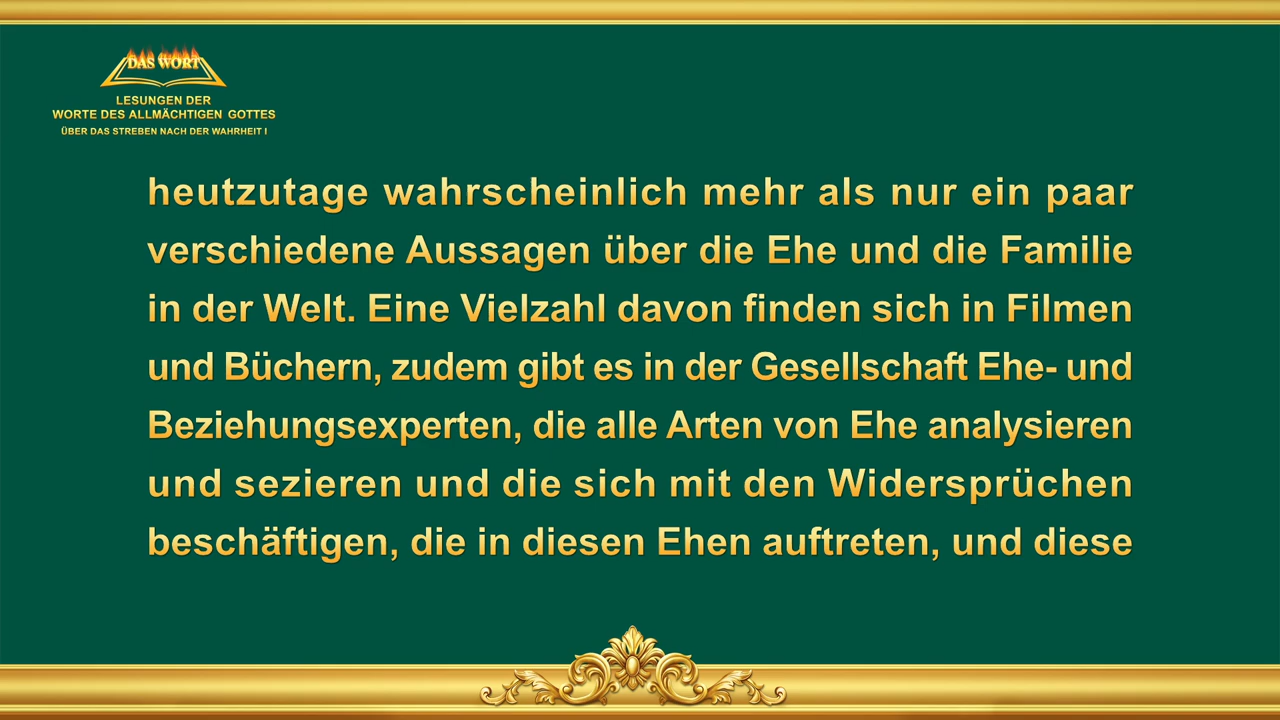 DAS WORT
LESUNGEN DER
WORTE DES ALLMÄCHTIGEN GOTTES
ÜBER DAS STREBEN NACH DER WAHRHEIT I
heutzutage wahrscheinlich mehr als nur ein paar
verschiedene Aussagen über die Ehe und die Familie
in der Welt. Eine Vielzahl davon finden sich in Filmen
und Büchern, zudem gibt es in der Gesellschaft Ehe- und
Beziehungsexperten, die alle Arten von Ehe analysieren
und sezieren und die sich mit den Widersprüchen
beschäftigen, die in diesen Ehen auftreten, und diese